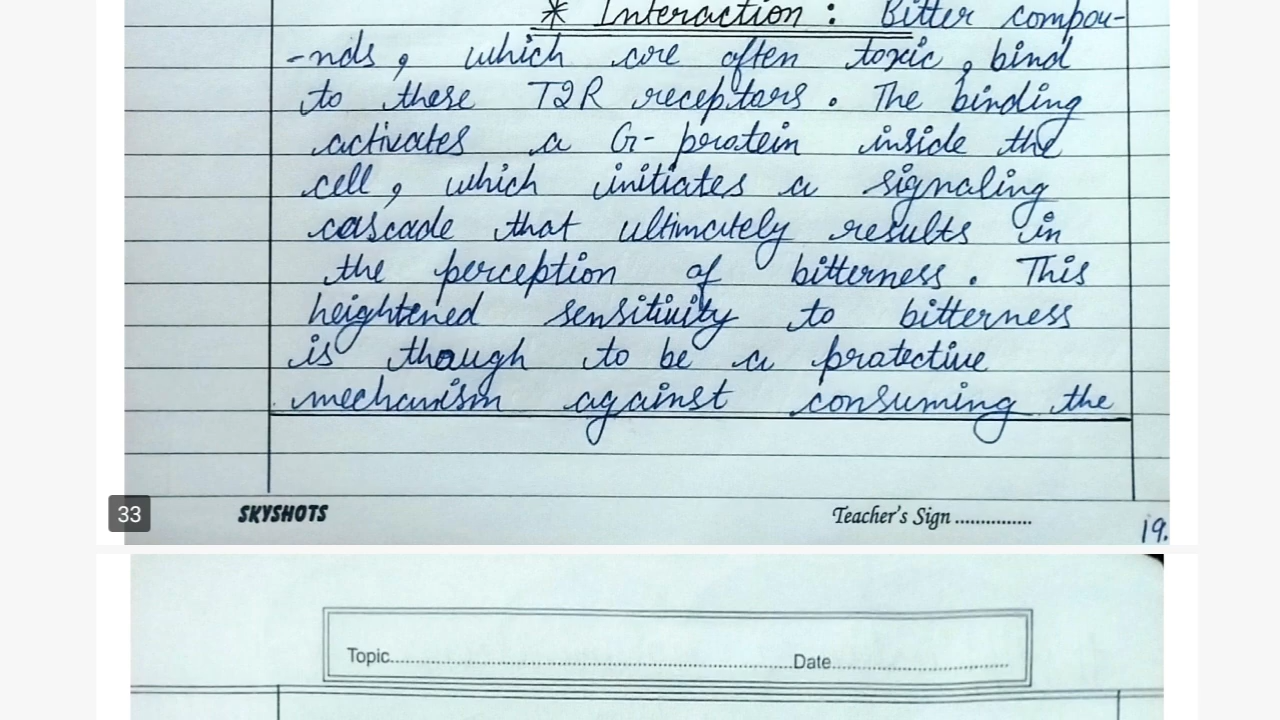 * Interaction : Bitter compou-
-nds, which are often toxic, bind
to these T2R receptors. The binding
activates a G-protein inside the
cell, which initiates a signaling
cascade that ultimately results in
the perception of bitterness. This
heightened sensitivity to bitterness
is though to be a protective
mechanism against consuming the
33
SKYSHOTS
Teacher's Sign ...............
19.
Topic....................Date....................